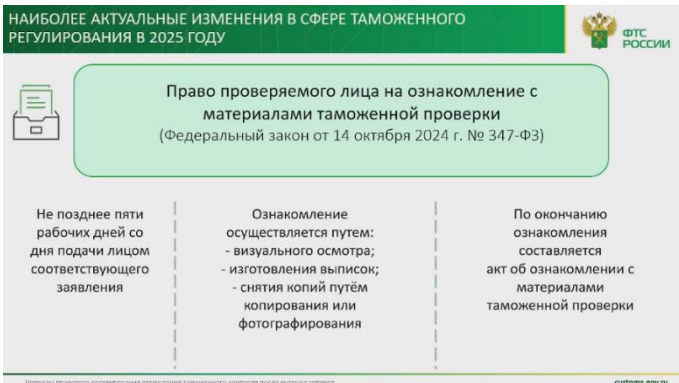 НАИБОЛЕЕ АКТУАЛЬНЫЕ ИЗМЕНЕНИЯ В СФЕРЕ ТАМОЖЕННОГО
РЕГУЛИРОВАНИЯ В 2025 ГОДУ
ФТС
РОССИИ
Право проверяемого лица на ознакомление с
материалами таможенной проверки
(Федеральный закон от 14 октября 2024 г. № 347-ФЗ)
Не позднее пяти
рабочих дней со
дня подачи лицом
соответствующего
заявления
Ознакомление
осуществляется путем:
- визуального осмотра;
- изготовления выписок;
- снятия копий путём
копирования или
фотографирования
По окончанию
ознакомления
составляется
акт об ознакомлении с
материалами
таможенной проверки
customs.gov.ru